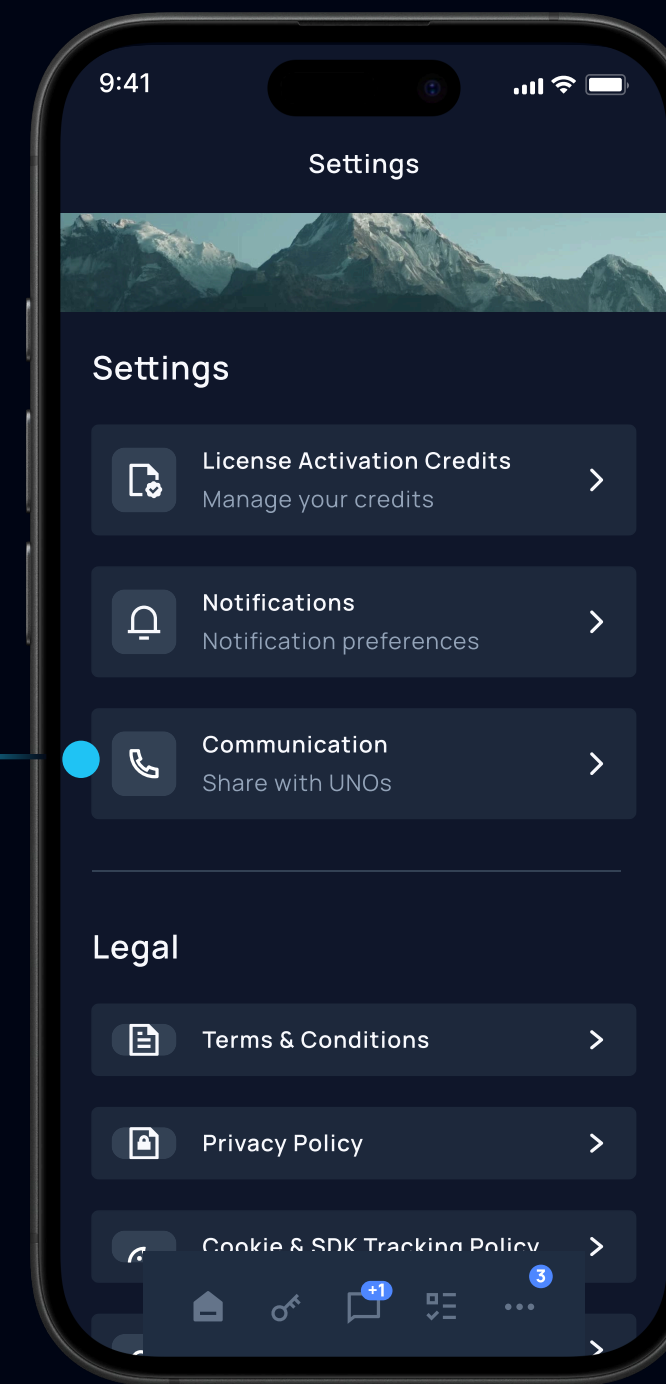 9:41
Settings
Settings
License Activation Credits
Manage your credits
Notifications
Notification preferences
Communication
Share with UNOs
Legal
Terms & Conditions
Privacy Policy
Cookie & SDK Tracking Policy
+1
3